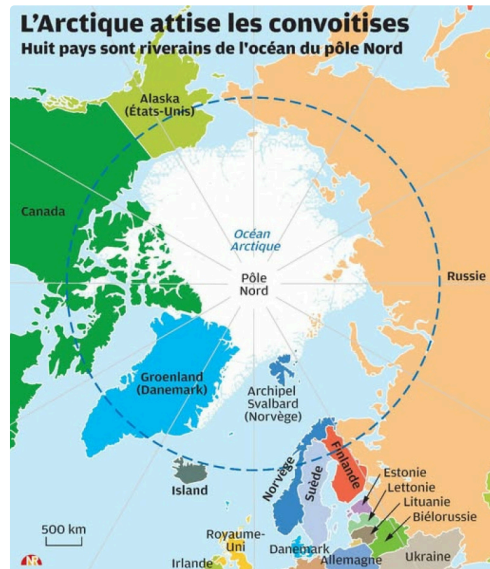 L'Arctique attise les convoitises
Huit pays sont riverains de l'océan du pôle Nord
Alaska
(États-Unis)
Canada
Océan
Arctique
Pôle
Nord
Russie
Groenland
(Danemark)
Archipel
Svalbard
(Norvège)
Norvège
Suède
Finlande
Island
Estonie
Lettonie
Lituanie
Biélorussie
500 km
Royaume-
Uni
Irlande
Danemark
Allemagne
Ukraine
NR